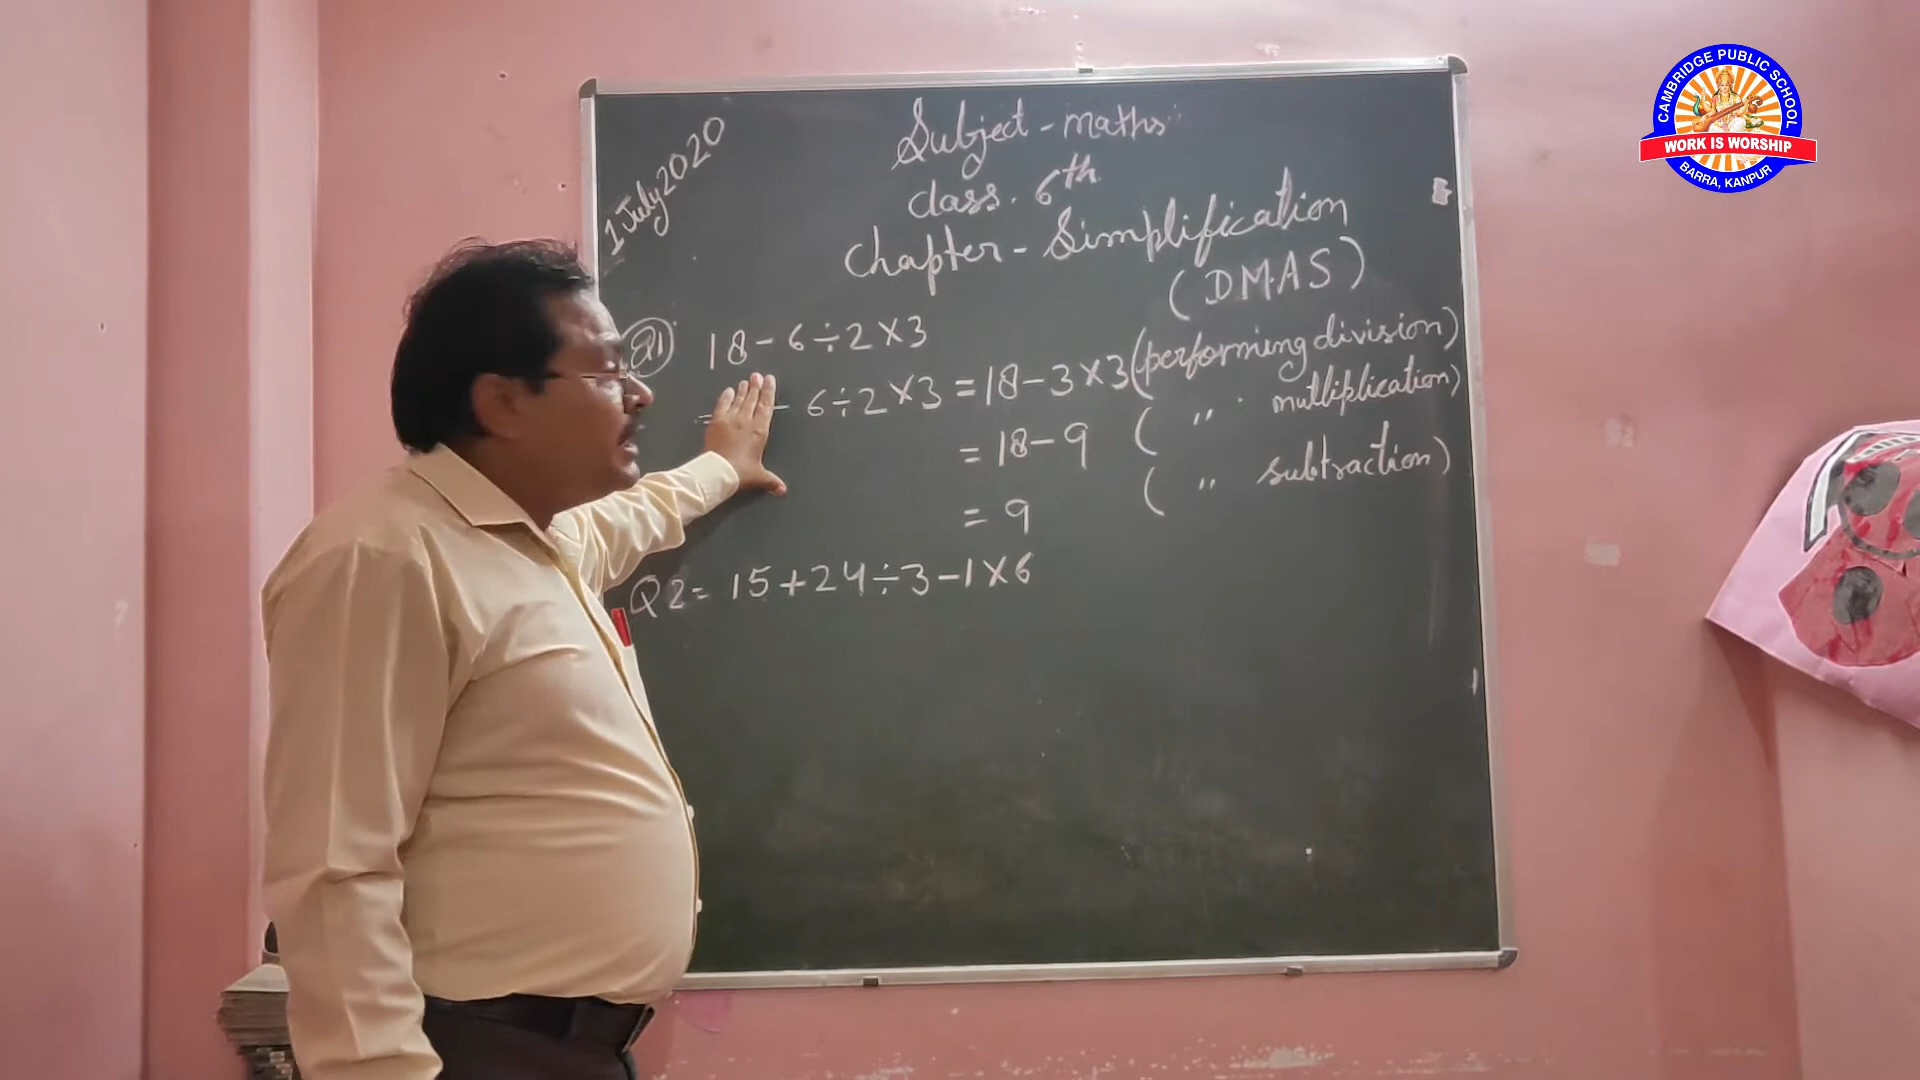 1 July 2020
Subject - maths
class. 6th
Chapter - Simplification
(D.M.A.S)
Q1 18 - 6 ÷ 2 × 3
= - 6 ÷ 2 × 3 = 18 - 3 × 3 (performing division)
= 18 - 9 ( " multiplication)
= 9 ( " subtraction)
Q2 = 15 + 24 ÷ 3 - 1 × 6
CAMBRIDGE PUBLIC SCHOOL
WORK IS WORSHIP
BARRA, KANPUR